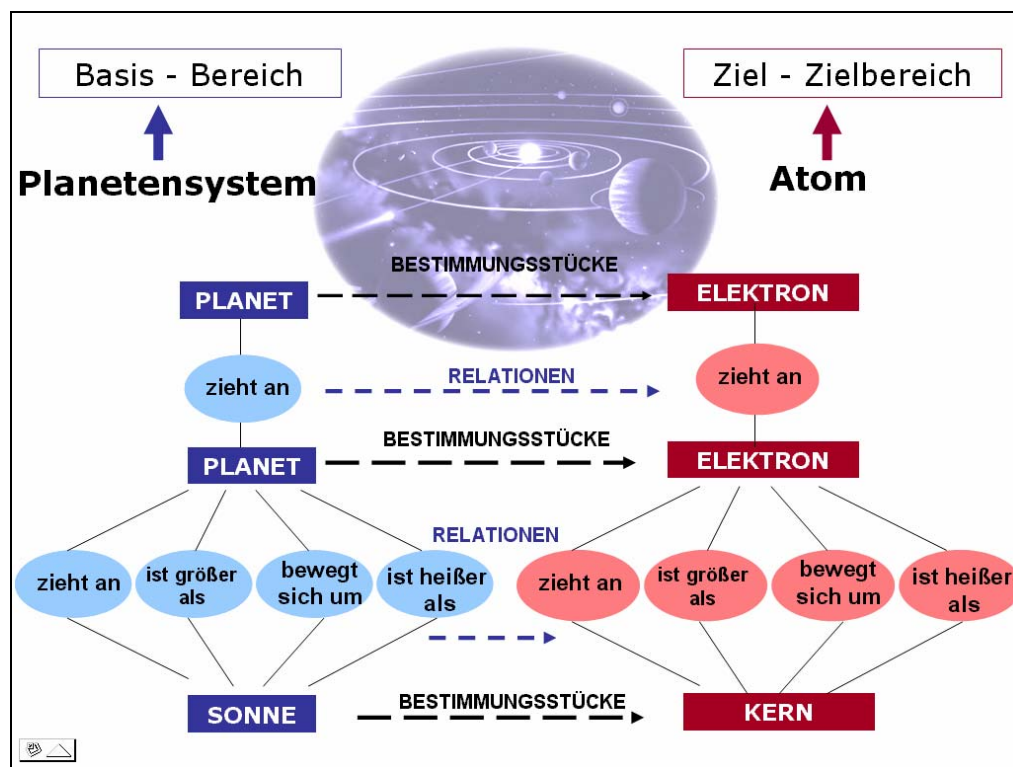 Basis - Bereich
Ziel - Zielbereich
Planetensystem
Atom
BESTIMMUNGSSTÜCKE
PLANET
ELEKTRON
zieht an
RELATIONEN
zieht an
BESTIMMUNGSSTÜCKE
PLANET
ELEKTRON
RELATIONEN
zieht an
ist größer
als
bewegt
sich um
ist heißer
als
zieht an
ist größer
als
bewegt
sich um
ist heißer
als
BESTIMMUNGSSTÜCKE
SONNE
KERN